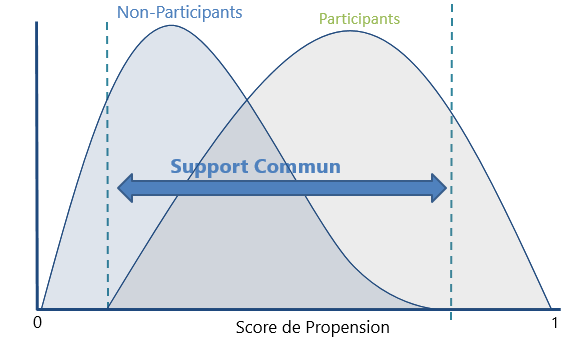 Non-Participants
Participants
Support Commun
0
1
Score de Propension